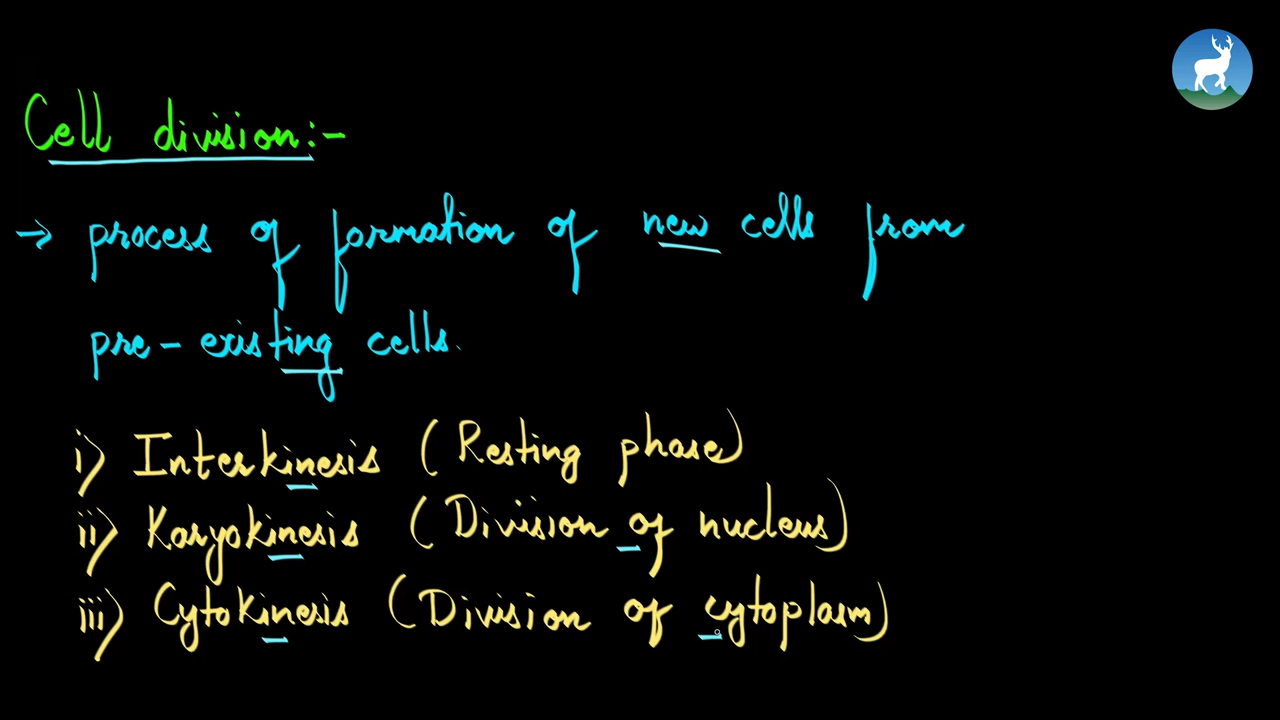 Cell division:-
→ process of formation of new cells from
pre-existing cells.
i) Interkinesis (Resting phase)
ii) Karyokinesis (Division of nucleus)
iii) Cytokinesis (Division of cytoplasm)